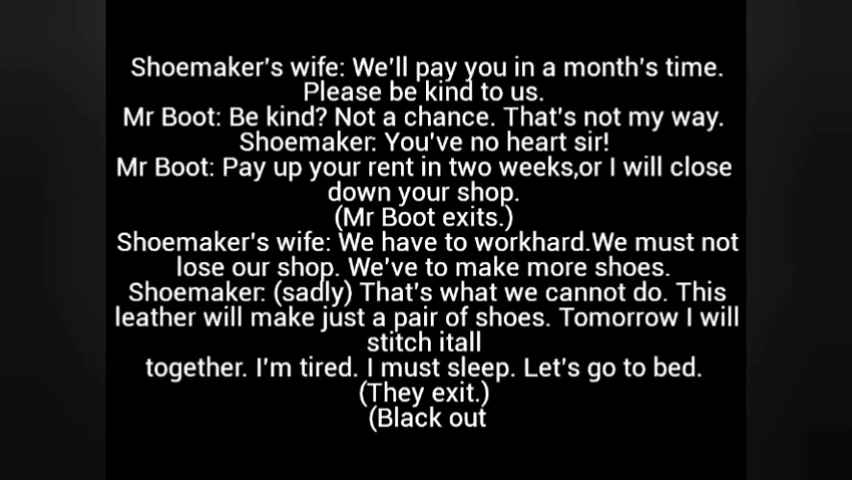 Shoemaker's wife: We'll pay you in a month's time.
Please be kind to us.
Mr Boot: Be kind? Not a chance. That's not my way.
Shoemaker: You've no heart sir!
Mr Boot: Pay up your rent in two weeks,or I will close
down your shop.
(Mr Boot exits.)
Shoemaker's wife: We have to workhard.We must not
lose our shop. We've to make more shoes.
Shoemaker: (sadly) That's what we cannot do. This
leather will make just a pair of shoes. Tomorrow I will
stitch itall
together. I'm tired. I must sleep. Let's go to bed.
(They exit.)
(Black out